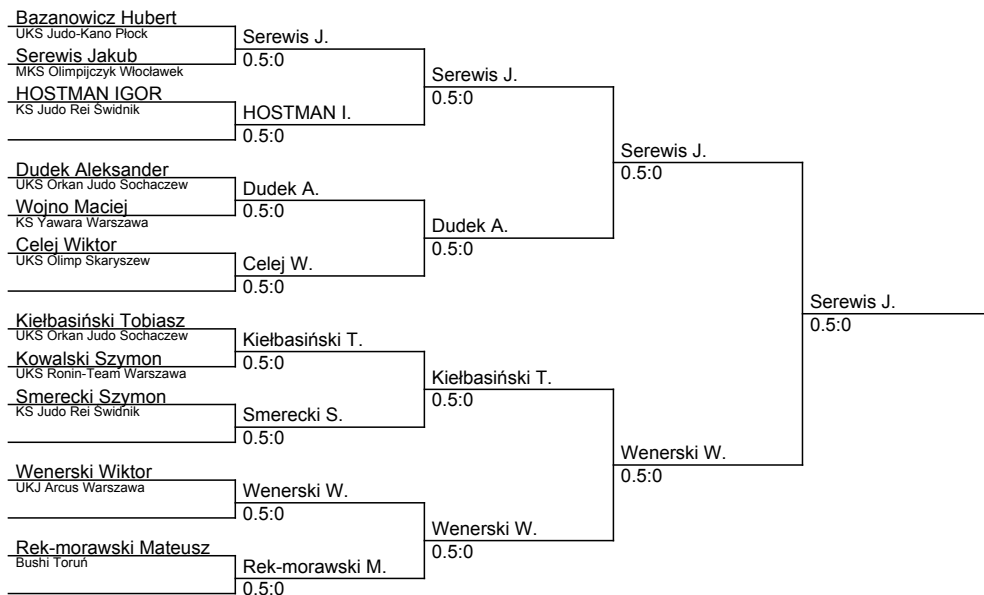 Bazanowicz Hubert
UKS Judo-Kano Płock
Serewis Jakub
MKS Olimpijczyk Włocławek
HOSTMAN IGOR
KS Judo Rei Świdnik
Dudek Aleksander
UKS Orkan Judo Sochaczew
Wojno Maciej
KS Yawara Warszawa
Celej Wiktor
UKS Olimp Skaryszew
Kiełbasiński Tobiasz
UKS Orkan Judo Sochaczew
Kowalski Szymon
UKS Ronin-Team Warszawa
Smerecki Szymon
KS Judo Rei Świdnik
Wenerski Wiktor
UKJ Arcus Warszawa
Rek-morawski Mateusz
Bushi Toruń
Serewis J.
0.5:0
HOSTMAN I.
0.5:0
Dudek A.
0.5:0
Celej W.
0.5:0
Kiełbasiński T.
0.5:0
Smerecki S.
0.5:0
Wenerski W.
0.5:0
Rek-morawski M.
0.5:0
Serewis J.
0.5:0
Dudek A.
0.5:0
Kiełbasiński T.
0.5:0
Wenerski W.
0.5:0
Serewis J.
0.5:0
Wenerski W.
0.5:0
Serewis J.
0.5:0